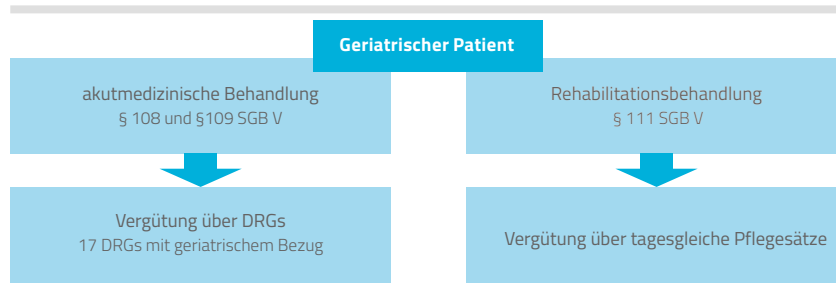 Geriatrischer Patient
akutmedizinische Behandlung
§ 108 und §109 SGB V
Rehabilitationsbehandlung
§ 111 SGB V
Vergütung über DRGs
17 DRGs mit geriatrischem Bezug
Vergütung über tagesgleiche Pflegesätze